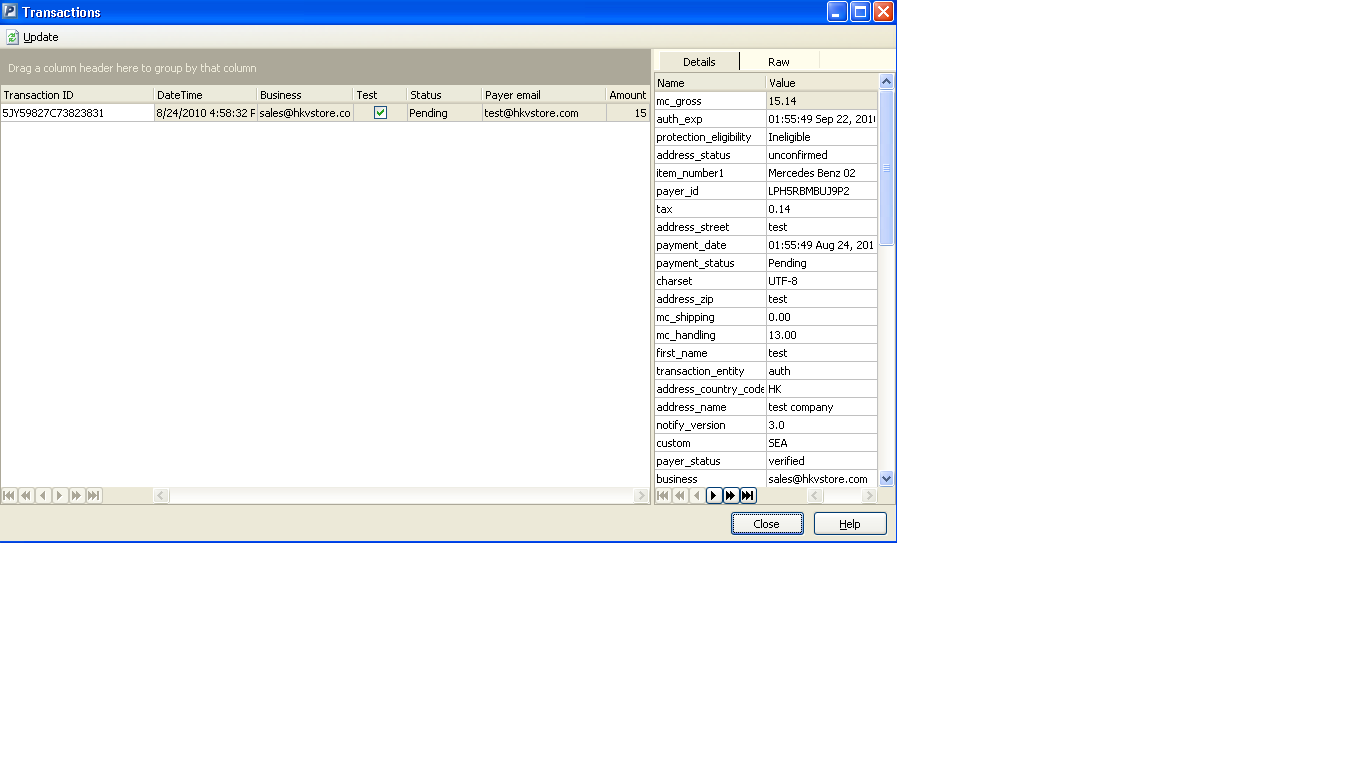 Transactions
Update
Drag a column header here to group by that column
Transaction ID DateTime Business Test Status Payer email Amount
5JY59827C73823831 8/24/2010 4:58:32 P sales@hkvstore.co Pending test@hkvstore.com 15
Details Raw
Name Value
mc_gross 15.14
auth_exp 01:55:49 Sep 22, 2010
protection_eligibility Ineligible
address_status unconfirmed
item_number1 Mercedes Benz 02
payer_id LPH5RBMBUJ9P2
tax 0.14
address_street test
payment_date 01:55:49 Aug 24, 201
payment_status Pending
charset UTF-8
address_zip test
mc_shipping 0.00
mc_handling 13.00
first_name test
transaction_entity auth
address_country_code HK
address_name test company
notify_version 3.0
custom SEA
payer_status verified
business sales@hkvstore.com
Close Help